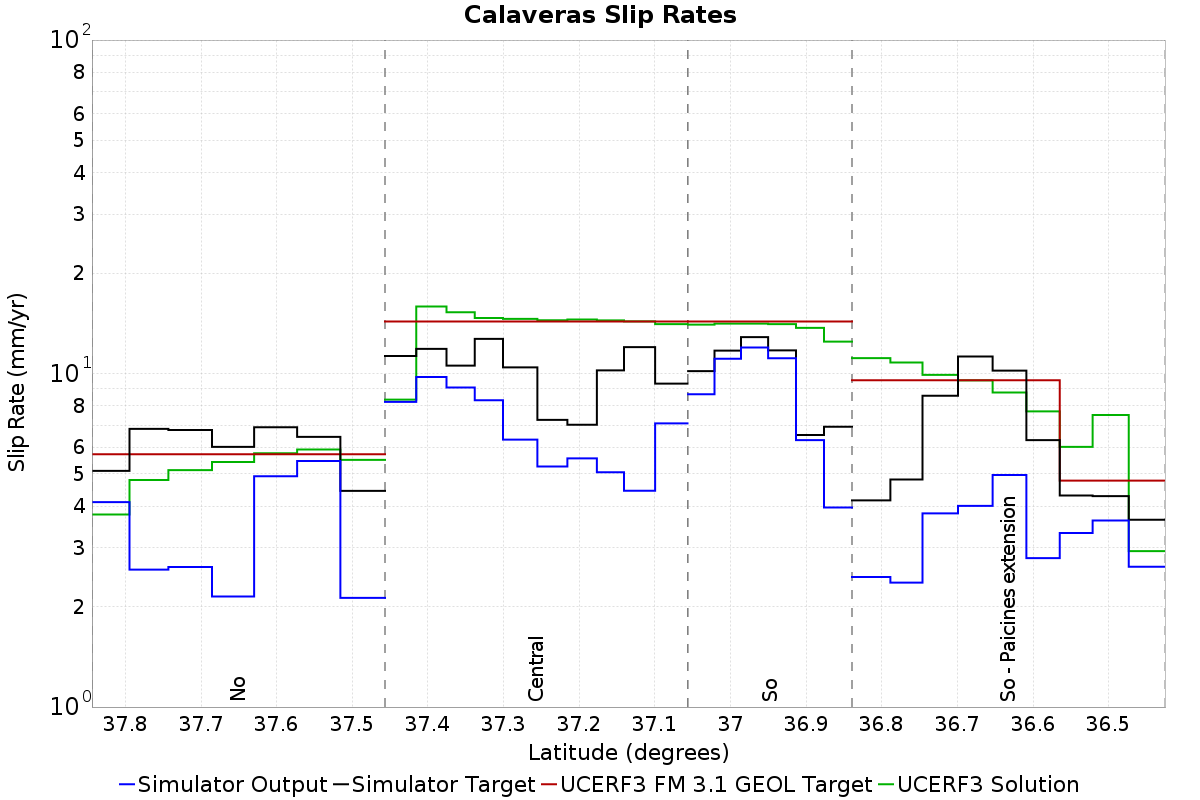 Calaveras Slip Rates
10^2
8
6
5
4
3
2
10^1
8
6
5
4
3
2
10^0
Slip Rate (mm/yr)
No
Central
So
So - Paicines extension
37.8 37.7 37.6 37.5 37.4 37.3 37.2 37.1 37 36.9 36.8 36.7 36.6 36.5
Latitude (degrees)
Simulator Output Simulator Target UCERF3 FM 3.1 GEOL Target UCERF3 Solution